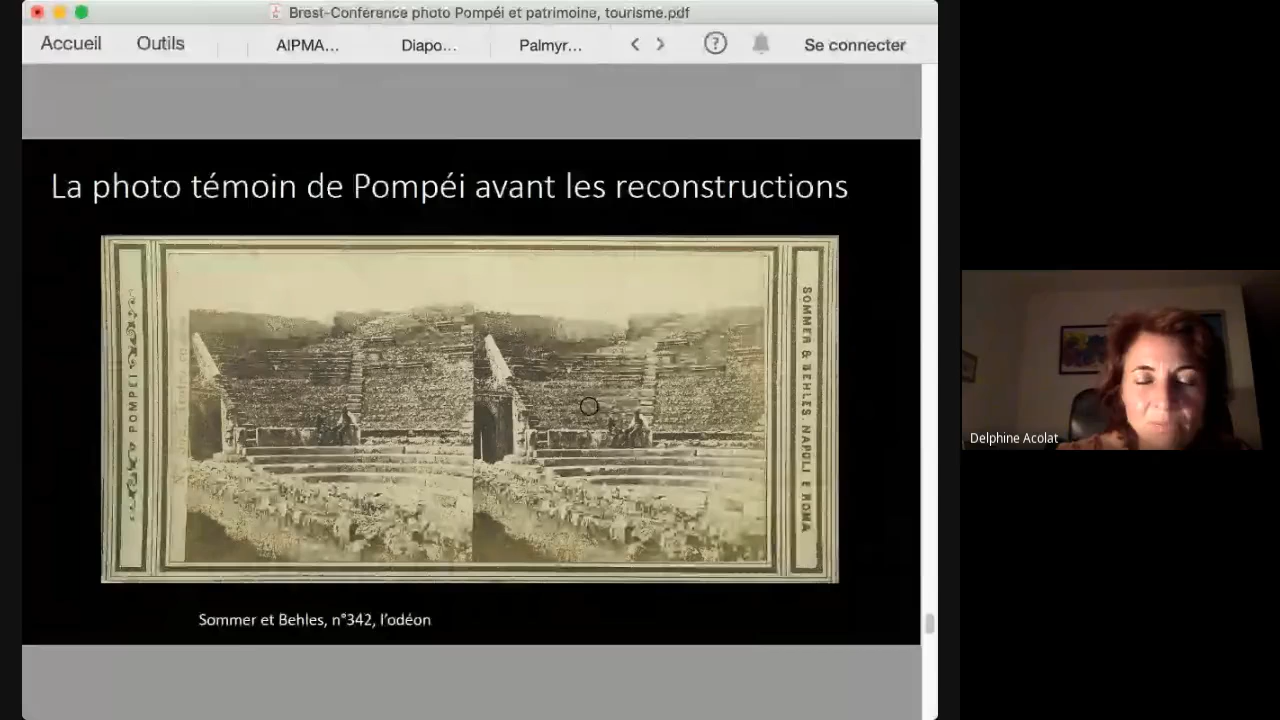 Brest-Conférence photo Pompéi et patrimoine, tourisme.pdf
Accueil Outils AIPMA... Diapo... Palmyr... ? Se connecter
La photo témoin de Pompéi avant les reconstructions
POMPEI
SOMMER & BEHLES. NAPOLI E ROMA
Sommer et Behles, n°342, l'odéon
Delphine Acolat